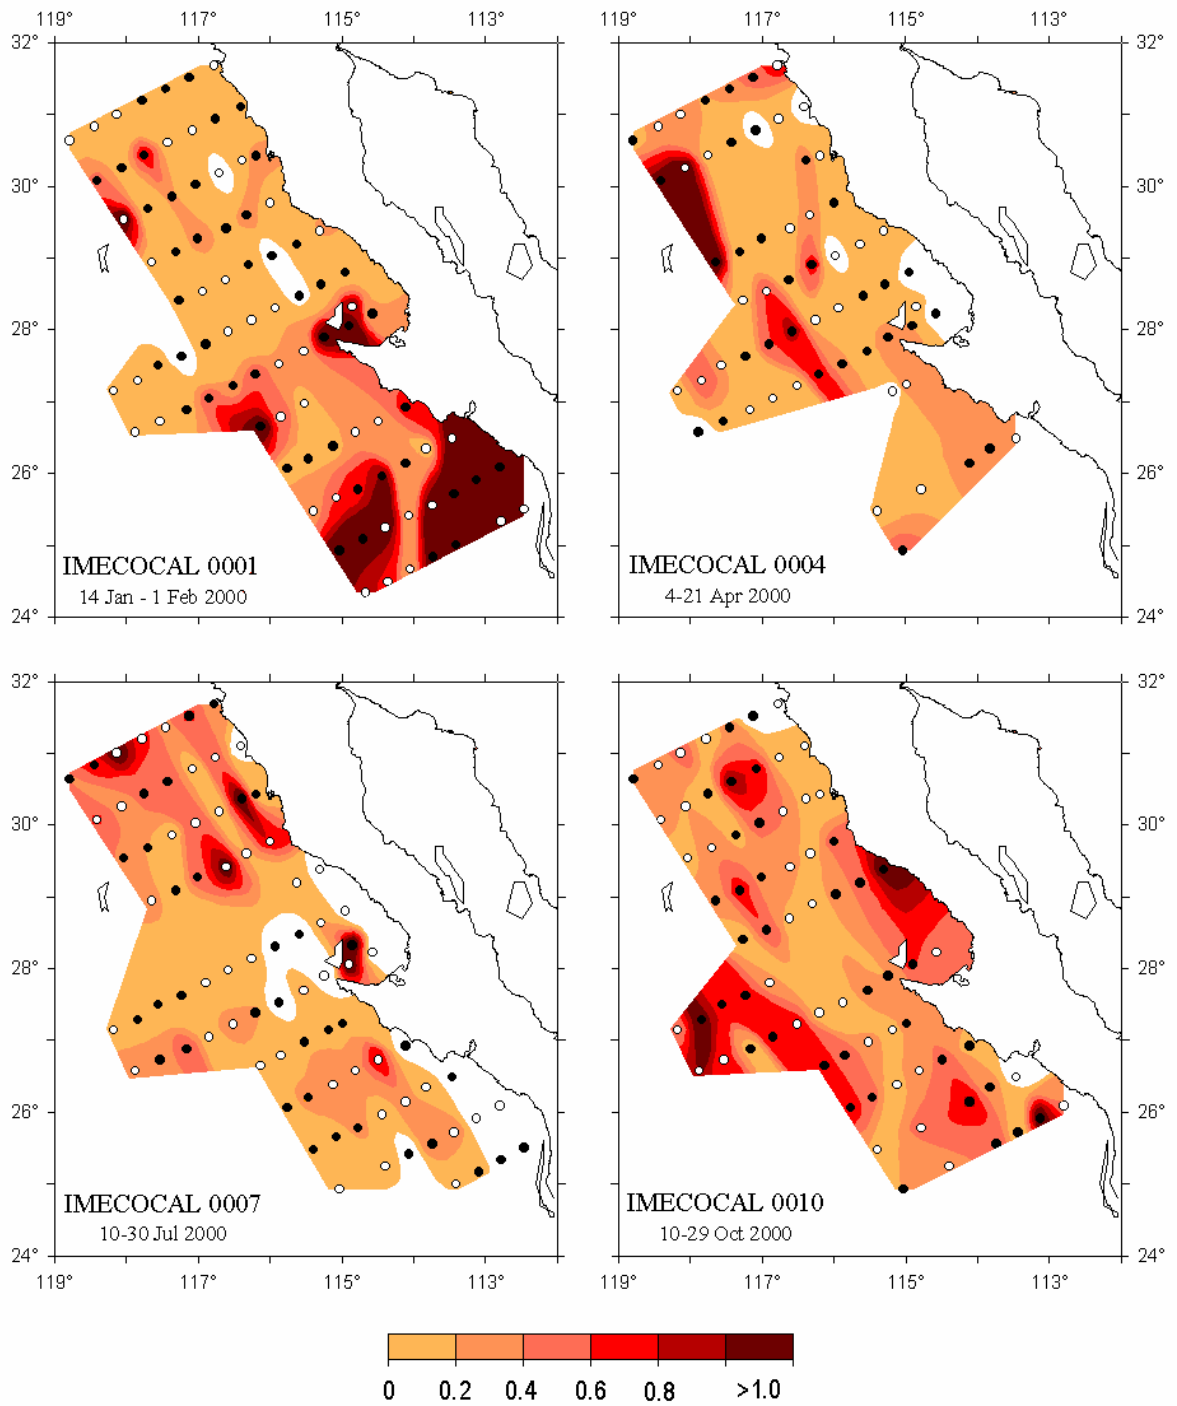 119° 117° 115° 113° 119° 117° 115° 113°
32° 32°
30° 30°
28° 28°
26° 26°
IMECOCAL 0001 IMECOCAL 0004
14 Jan - 1 Feb 2000 4-21 Apr 2000
24° 24°
32° 32°
30° 30°
28° 28°
26° 26°
IMECOCAL 0007 IMECOCAL 0010
10-30 Jul 2000 10-29 Oct 2000
24° 24°
119° 117° 115° 113° 119° 117° 115° 113°
0 0.2 0.4 0.6 0.8 >1.0